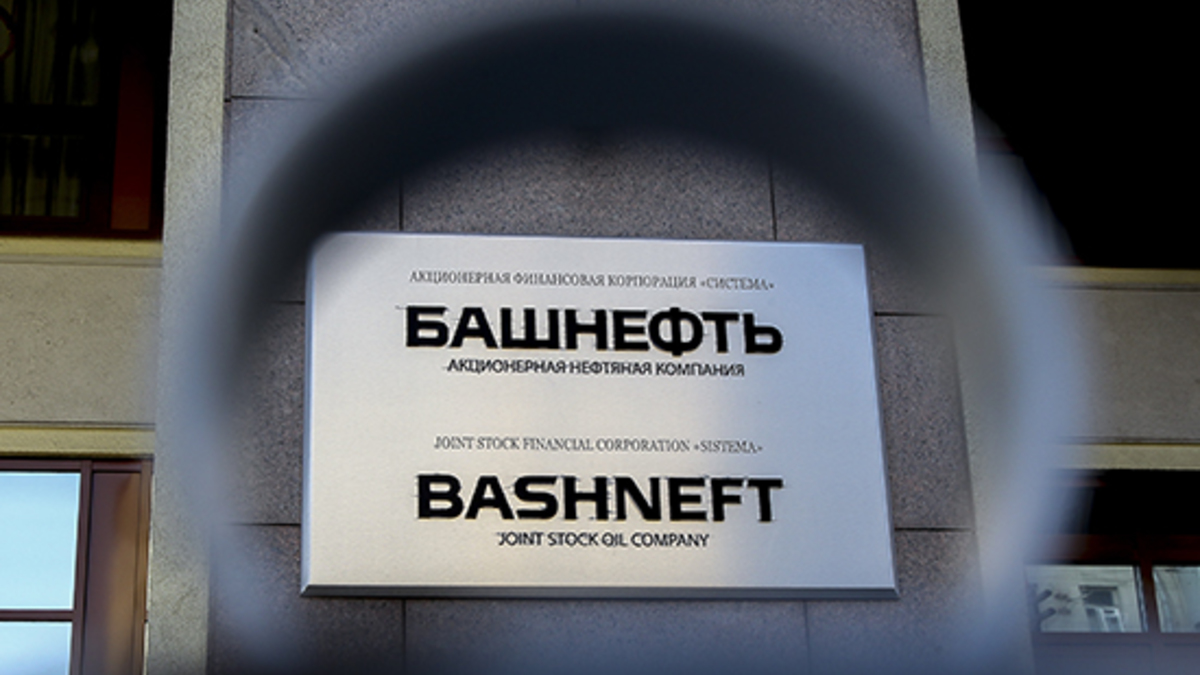 АКЦИОНЕРНАЯ ФИНАНСОВАЯ КОРПОРАЦИЯ «СИСТЕМА»
БАШНЕФТЬ
АКЦИОНЕРНАЯ НЕФТЯНАЯ КОМПАНИЯ
JOINT STOCK FINANCIAL CORPORATION «SISTEMA»
BASHNEFT
JOINT STOCK OIL COMPANY